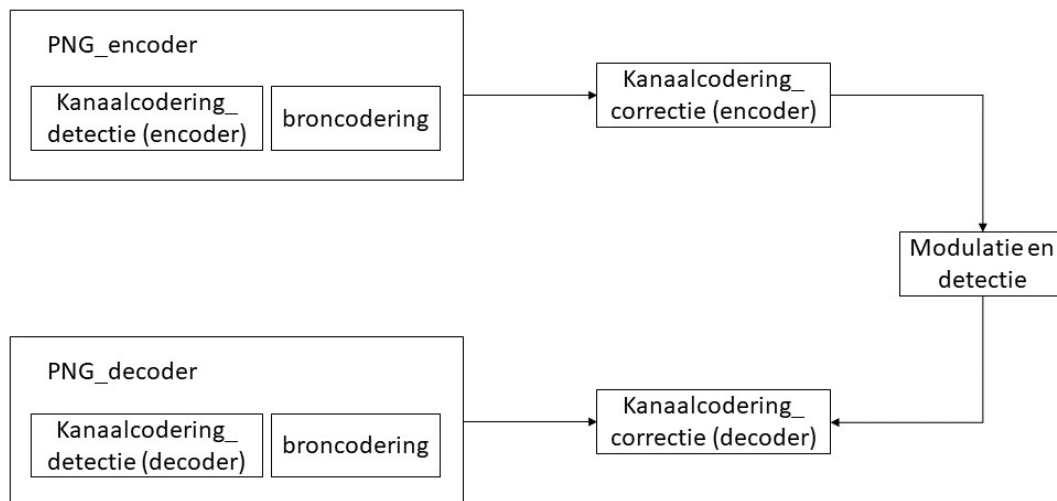 PNG_encoder
Kanaalcodering_
detectie (encoder)
broncodering
Kanaalcodering_
correctie (encoder)
Modulatie en
detectie
PNG_decoder
Kanaalcodering_
detectie (decoder)
broncodering
Kanaalcodering_
correctie (decoder)